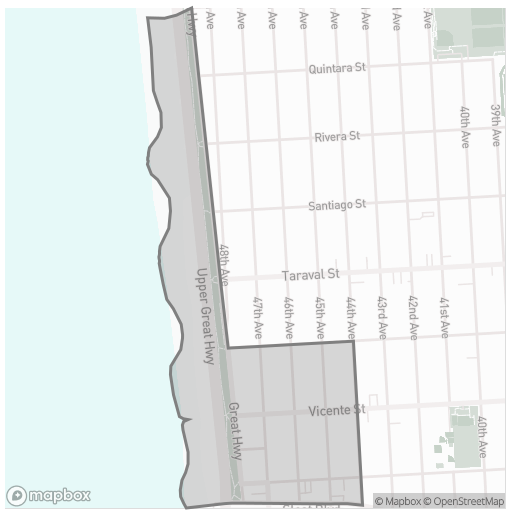 Hwy
Ave
Ave
Ave
Ave
Ave
Ave
Ave
Quintara St
Rivera St
40th Ave
39th Ave
Santiago St
48th Ave
Taraval St
Upper Great Hwy
47th Ave
46th Ave
45th Ave
44th Ave
43rd Ave
42nd Ave
41st Ave
Great Hwy
Vicente St
40th Ave
mapbox
© Mapbox © OpenStreetMap